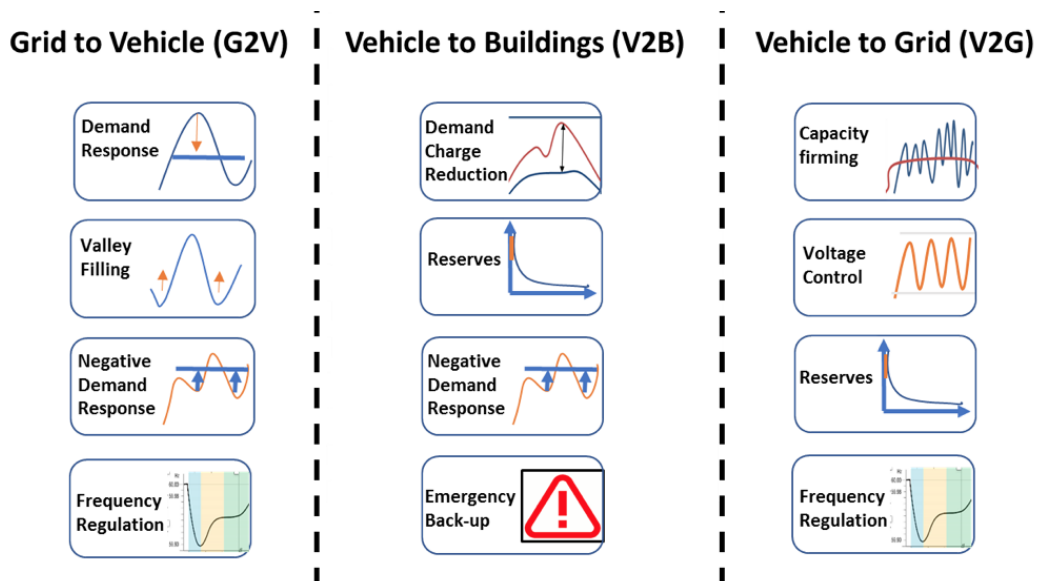 Grid to Vehicle (G2V)
Demand
Response
Valley
Filling
Negative
Demand
Response
Frequency
Regulation
Vehicle to Buildings (V2B)
Demand
Charge
Reduction
Reserves
Negative
Demand
Response
Emergency
Back-up
Vehicle to Grid (V2G)
Capacity
firming
Voltage
Control
Reserves
Frequency
Regulation